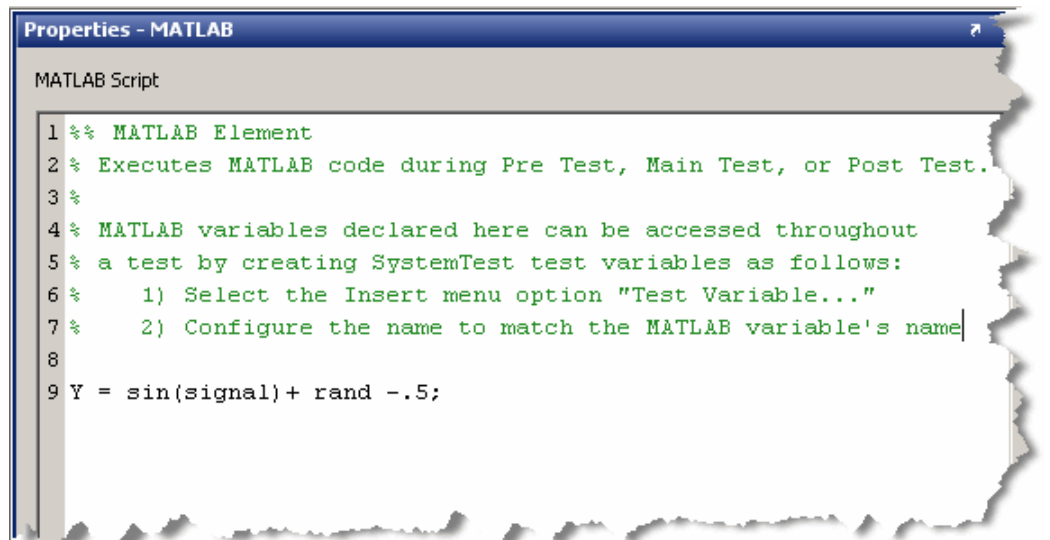 Properties - MATLAB
MATLAB Script
1 %% MATLAB Element
2 % Executes MATLAB code during Pre Test, Main Test, or Post Test.
3 %
4 % MATLAB variables declared here can be accessed throughout
5 % a test by creating SystemTest test variables as follows:
6 %    1) Select the Insert menu option "Test Variable..."
7 %    2) Configure the name to match the MATLAB variable's name
8
9 Y = sin(signal)+ rand -.5;